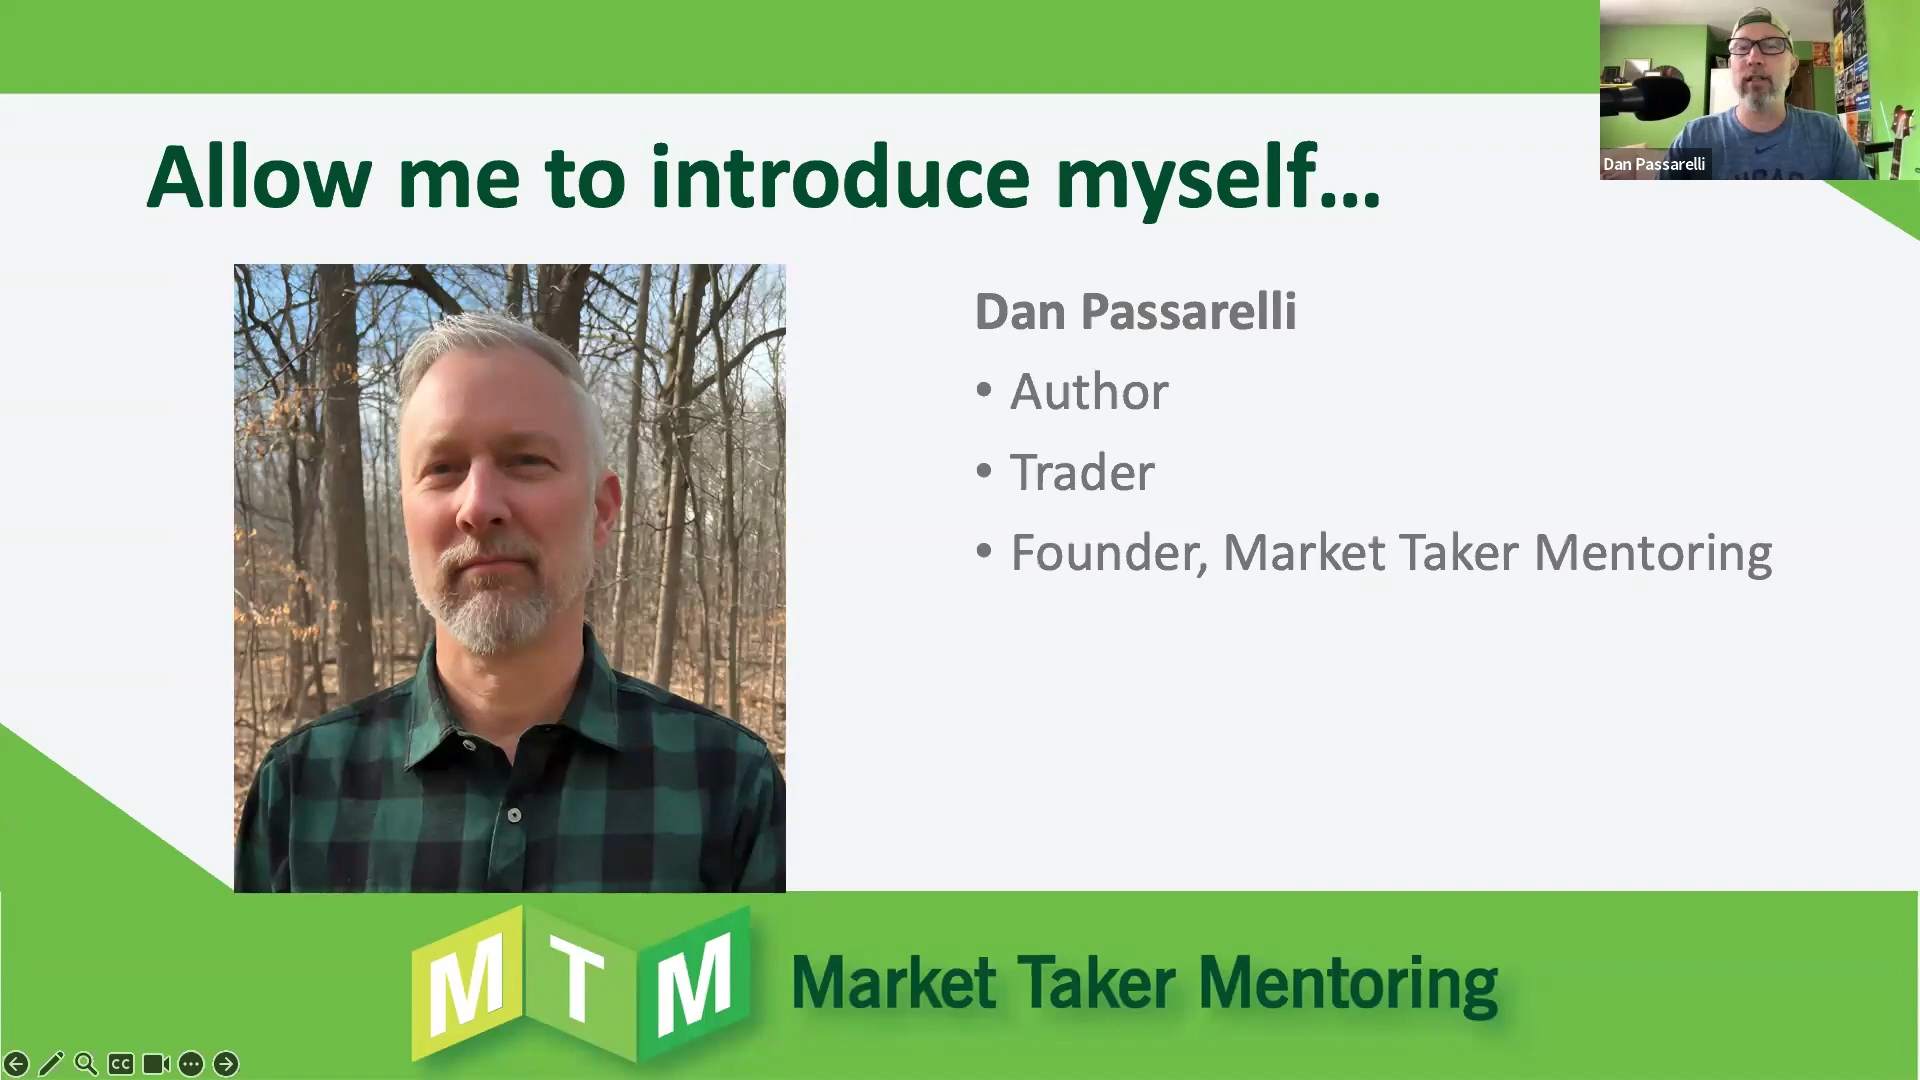 Allow me to introduce myself...
Dan Passarelli
Dan Passarelli
• Author
• Trader
• Founder, Market Taker Mentoring
MTM Market Taker Mentoring
CC